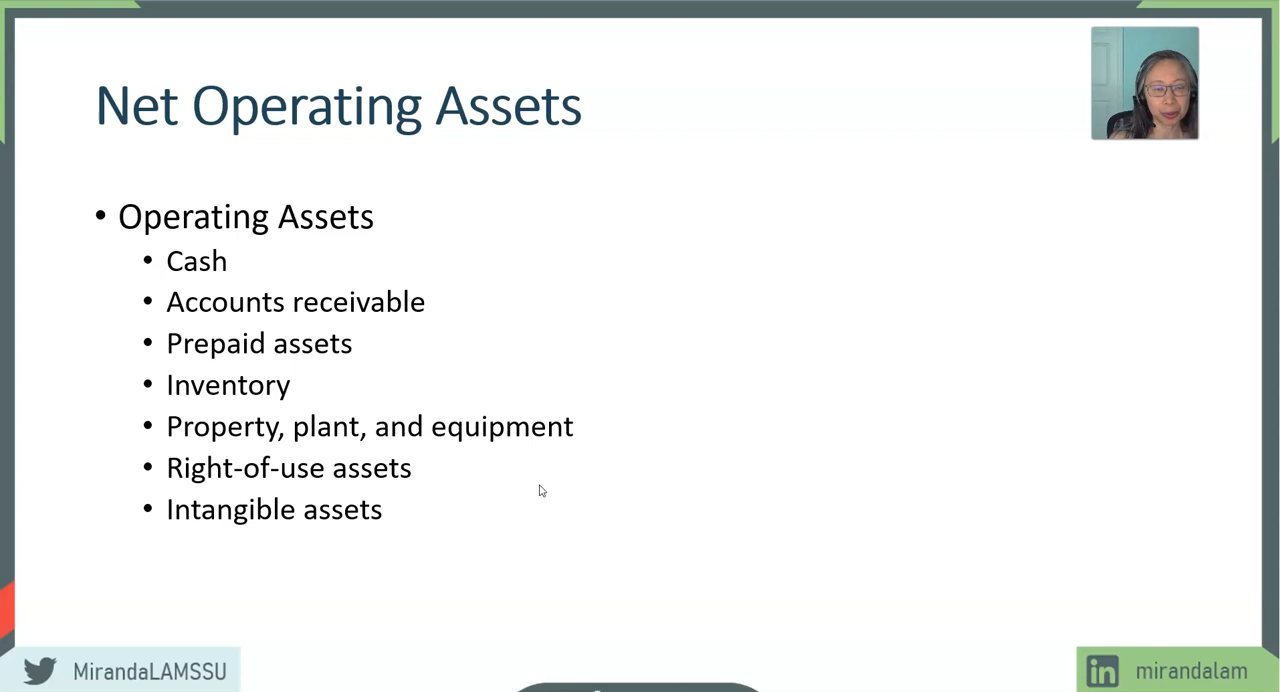 Net Operating Assets
• Operating Assets
• Cash
• Accounts receivable
• Prepaid assets
• Inventory
• Property, plant, and equipment
• Right-of-use assets
• Intangible assets
MirandaLAMSSU
in mirandalam